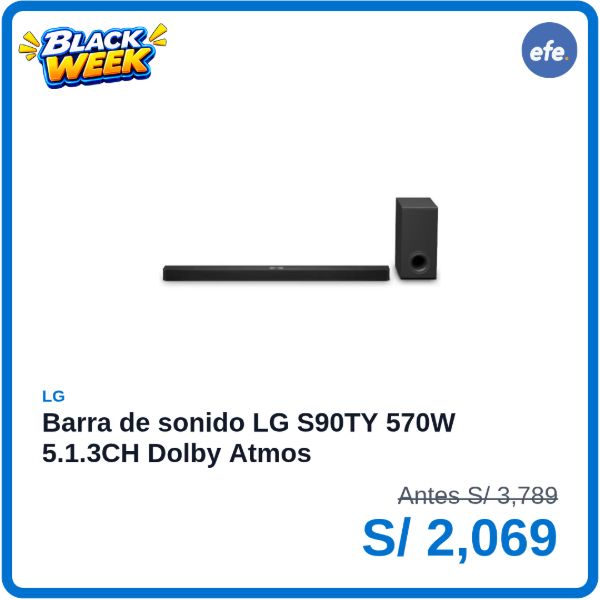 BLACK
WEEK
efe.
LG
Barra de sonido LG S90TY 570W
5.1.3CH Dolby Atmos
Antes S/ 3,789
S/ 2,069